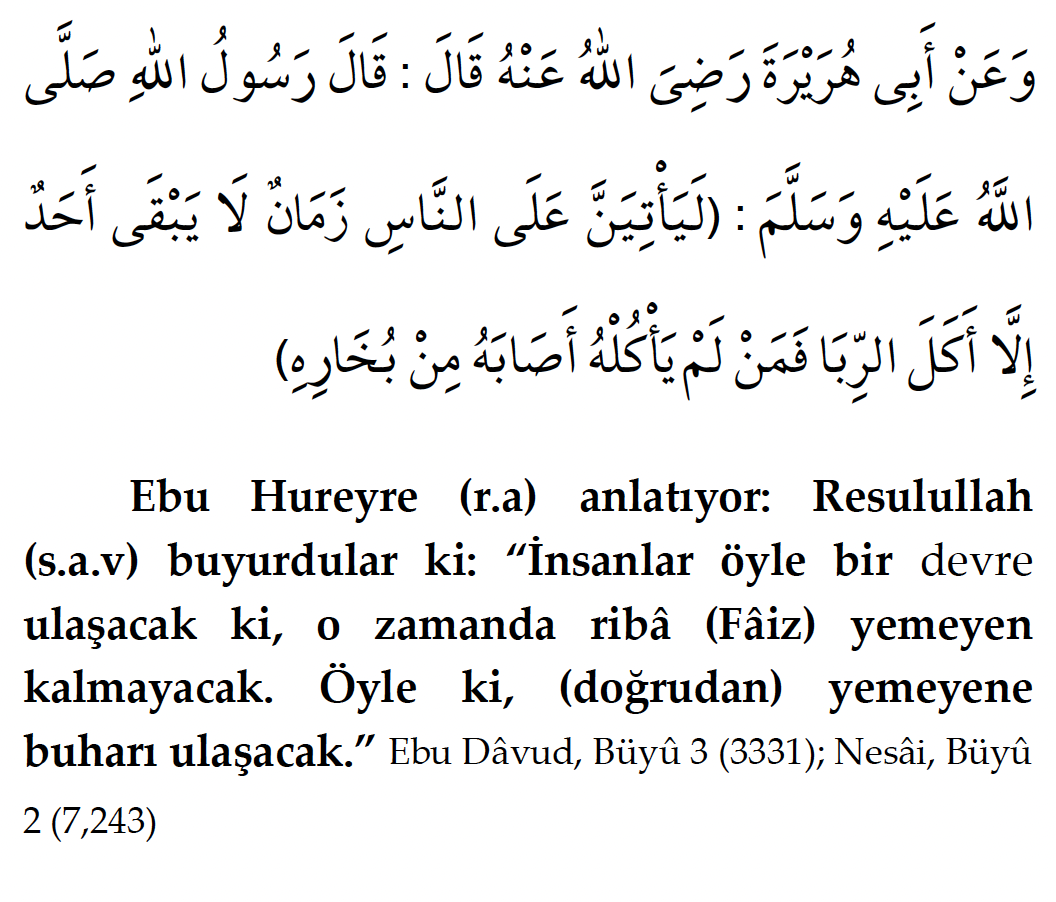 وَعَنْ أَبِى هُرَيْرَةَ رَضِىَ اللهُ عَنْهُ قَالَ : قَالَ رَسُولُ اللهِ صَلَّى
اللَّهُ عَلَيْهِ وَسَلَّمَ : (لَيَأْتِيَنَّ عَلَى النَّاسِ زَمَانٌ لَا يَبْقَى أَحَدٌ
إِلَّا أَكَلَ الرِّبَا فَمَنْ لَمْ يَأْكُلْهُ أَصَابَهُ مِنْ بُخَارِهِ)
Ebu Hureyre (r.a) anlatıyor: Resulullah
(s.a.v) buyurdular ki: “İnsanlar öyle bir devre
ulaşacak ki, o zamanda ribâ (Fâiz) yemeyen
kalmayacak. Öyle ki, (doğrudan) yemeyene
buharı ulaşacak.” Ebu Dâvud, Büyû 3 (3331); Nesâi, Büyû
2 (7,243)